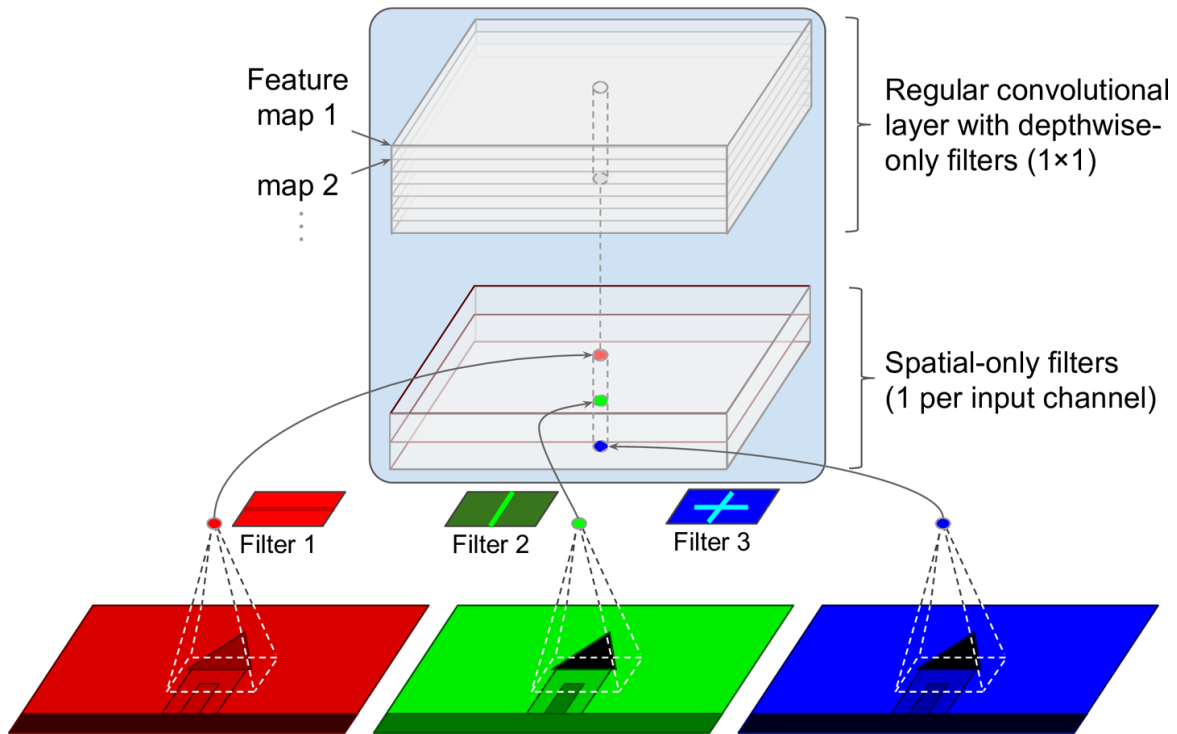 Feature
map 1
map 2
Regular convolutional
layer with depthwise-
only filters (1×1)
Spatial-only filters
(1 per input channel)
Filter 1
Filter 2
Filter 3